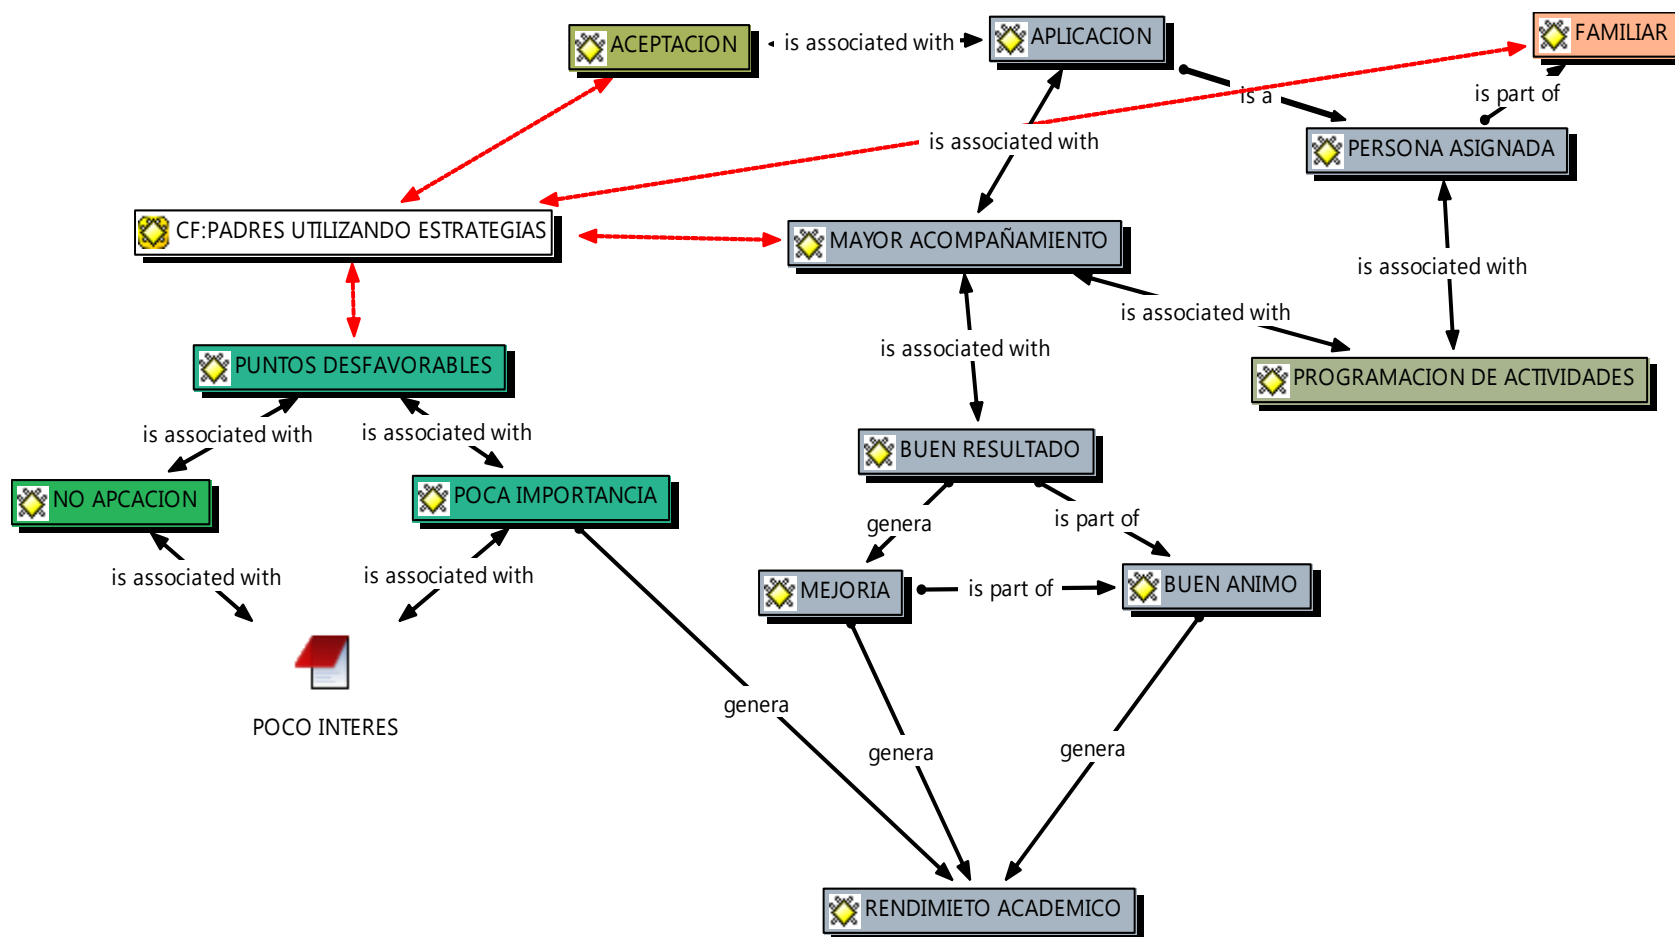 ACEPTACION
is associated with
APLICACION
FAMILIAR
is a
is part of
is associated with
PERSONA ASIGNADA
CF:PADRES UTILIZANDO ESTRATEGIAS
MAYOR ACOMPAÑAMIENTO
is associated with
is associated with
is associated with
PUNTOS DESFAVORABLES
PROGRAMACION DE ACTIVIDADES
is associated with
is associated with
BUEN RESULTADO
NO APCACION
POCA IMPORTANCIA
genera
is part of
is associated with
is associated with
MEJORIA
is part of
BUEN ANIMO
POCO INTERES
genera
genera
genera
RENDIMIETO ACADEMICO